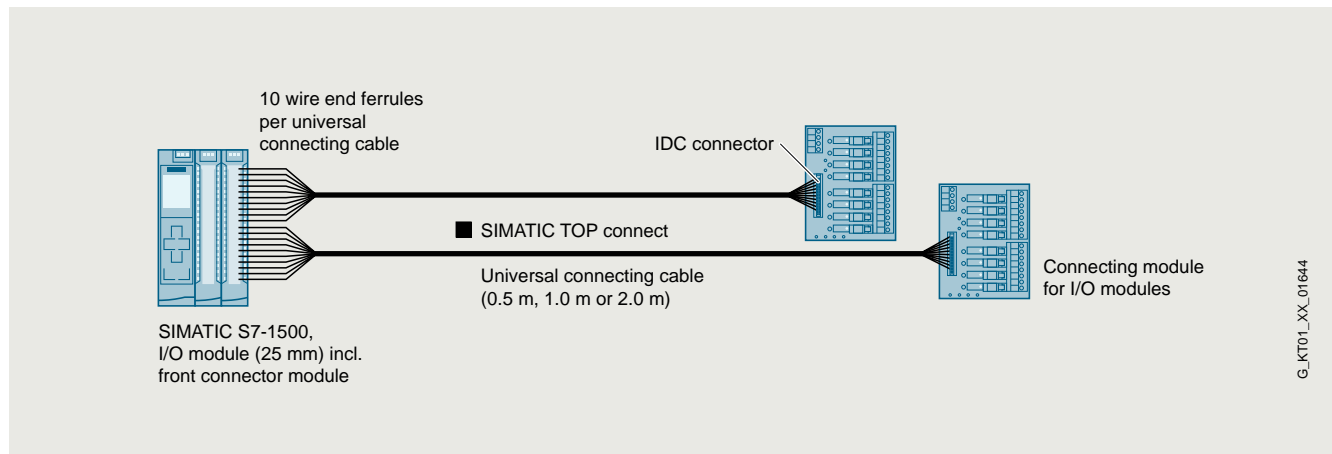 10 wire end ferrules
per universal
connecting cable
IDC connector
SIMATIC TOP connect
Universal connecting cable
(0.5 m, 1.0 m or 2.0 m)
Connecting module
for I/O modules
SIMATIC S7-1500,
I/O module (25 mm) incl.
front connector module
G_KT01_XX_01644